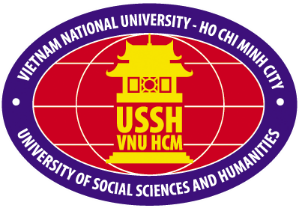 VIETNAM NATIONAL UNIVERSITY - HO CHI MINH CITY
USSH
VNU HCM
UNIVERSITY OF SOCIAL SCIENCES AND HUMANITIES